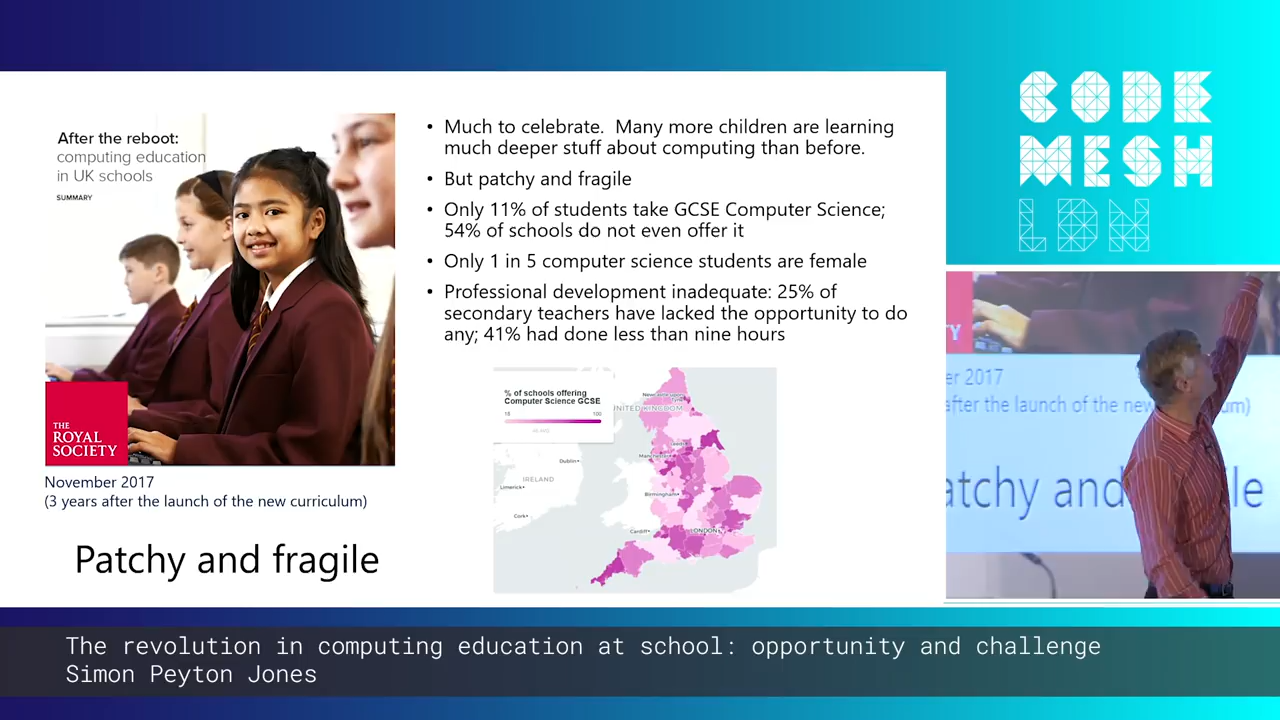 After the reboot:
computing education
in UK schools
SUMMARY
THE
ROYAL
SOCIETY
November 2017
(3 years after the launch of the new curriculum)
Patchy and fragile
• Much to celebrate. Many more children are learning
much deeper stuff about computing than before.
• But patchy and fragile
• Only 11% of students take GCSE Computer Science;
54% of schools do not even offer it
• Only 1 in 5 computer science students are female
• Professional development inadequate: 25% of
secondary teachers have lacked the opportunity to do
any; 41% had done less than nine hours
% of schools offering
Computer Science GCSE
18 100
UNITED KINGDOM
Leeds
Manchester
Dublin
IRELAND
Limerick
Birmingham
Cork
Cardiff
LONDON
CODE
MESH
LDN
TY
er 2017
after the launch of the new um)
atchy and ile
The revolution in computing education at school: opportunity and challenge
Simon Peyton Jones